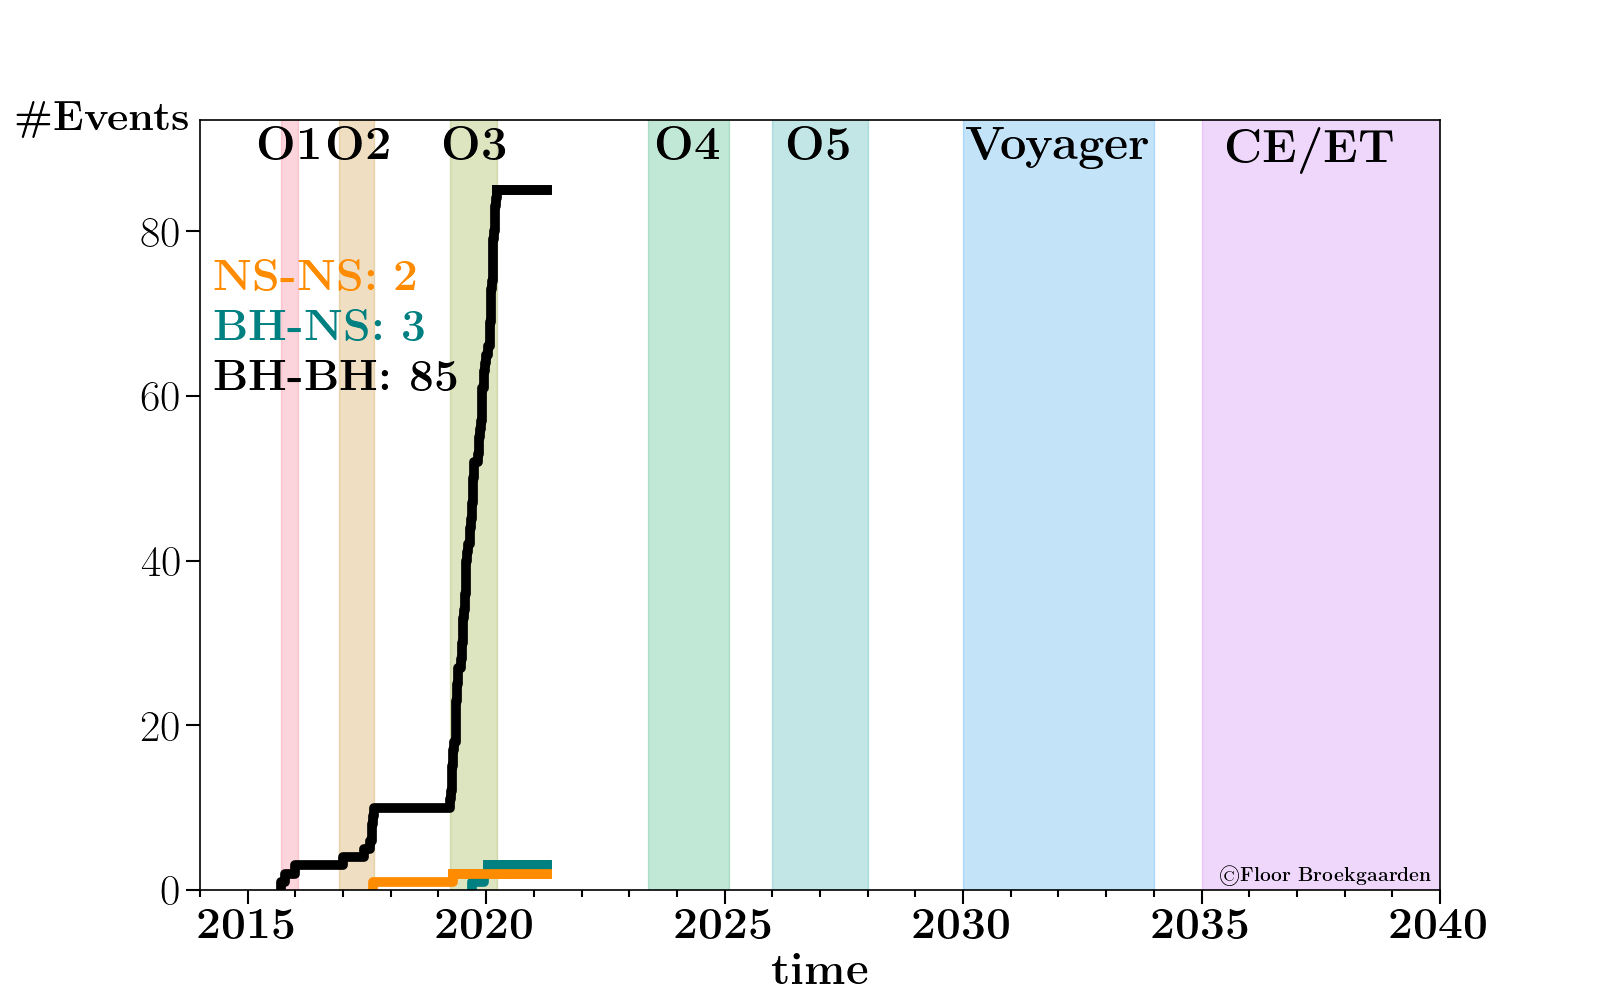 #Events
O1 O2 O3 O4 O5 Voyager CE/ET
80
NS-NS: 2
BH-NS: 3
BH-BH: 85
60
40
20
0
©Floor Broekgaarden
2015 2020 2025 2030 2035 2040
time